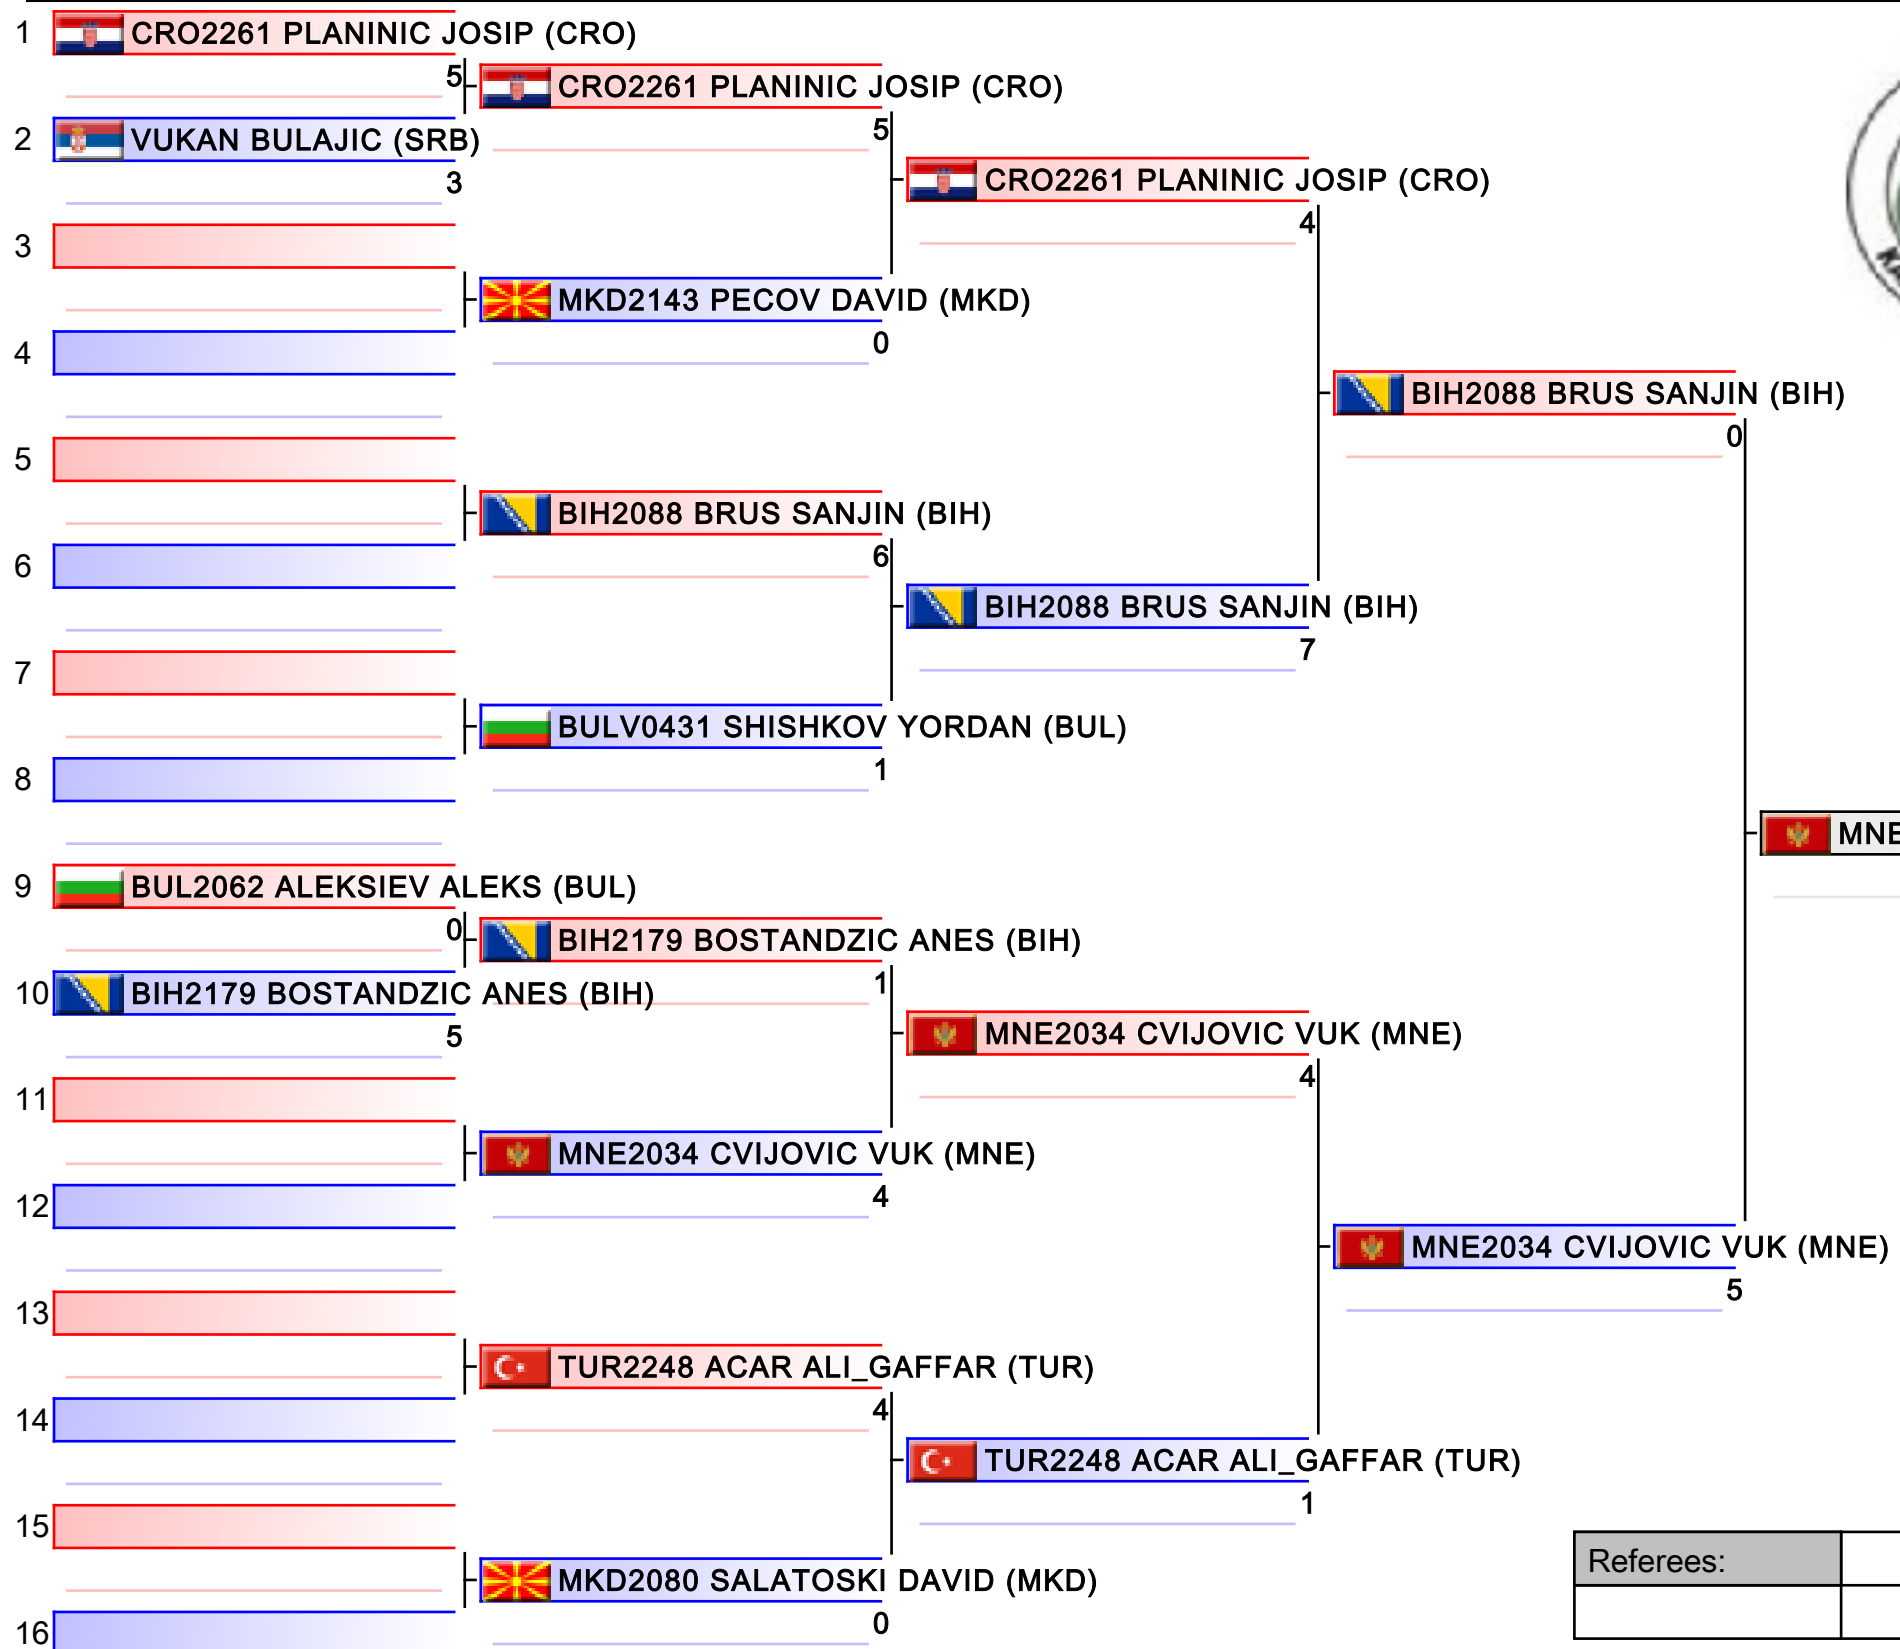 1 CRO2261 PLANINIC JOSIP (CRO)
5 CRO2261 PLANINIC JOSIP (CRO)
5
2 VUKAN BULAJIC (SRB)
3
CRO2261 PLANINIC JOSIP (CRO)
4
3
MKD2143 PECOV DAVID (MKD)
0
4
BIH2088 BRUS SANJIN (BIH)
0
5
BIH2088 BRUS SANJIN (BIH)
6
6
BIH2088 BRUS SANJIN (BIH)
7
7
BULV0431 SHISHKOV YORDAN (BUL)
1
8
MNE
9 BUL2062 ALEKSIEV ALEKS (BUL)
0 BIH2179 BOSTANDZIC ANES (BIH)
1
10 BIH2179 BOSTANDZIC ANES (BIH)
5
MNE2034 CVIJOVIC VUK (MNE)
4
11
MNE2034 CVIJOVIC VUK (MNE)
4
12
MNE2034 CVIJOVIC VUK (MNE)
5
13
TUR2248 ACAR ALI_GAFFAR (TUR)
4
14
TUR2248 ACAR ALI_GAFFAR (TUR)
1
15
MKD2080 SALATOSKI DAVID (MKD)
0
16
Referees: